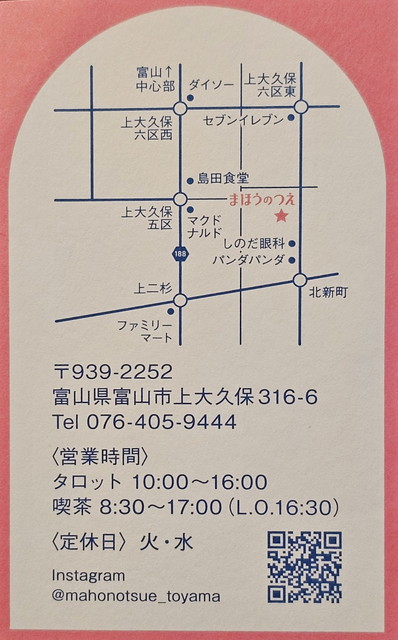 富山↑
中心部
ダイソー
上大久保
六区東
上大久保
六区西
セブンイレブン
島田食堂
まほうのつえ
上大久保
五区
マクド
ナルド
188
しのだ眼科
パンダパンダ
上二杉
北新町
ファミリー
マート
〒939-2252
富山県富山市上大久保316-6
Tel 076-405-9444
〈営業時間〉
タロット 10:00〜16:00
喫茶 8:30〜17:00（L.O.16:30）
〈定休日〉火・水
Instagram
@mahonotsue_toyama